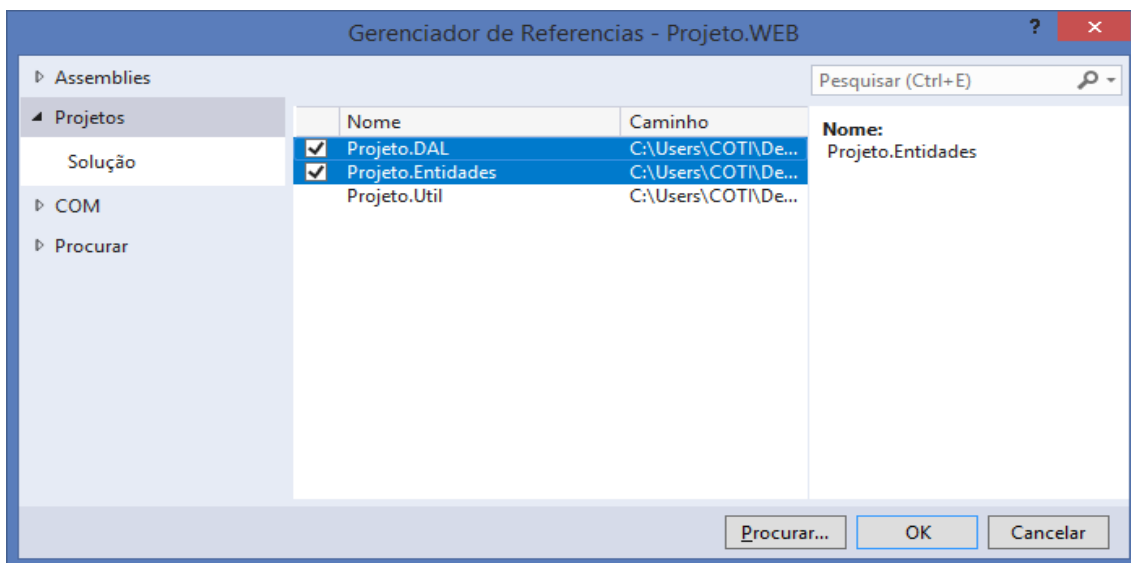 Gerenciador de Referencias - Projeto.WEB
?
Assemblies
Projetos
Solução
COM
Procurar
Nome Caminho
Projeto.DAL C:\Users\COTI\De...
Projeto.Entidades C:\Users\COTI\De...
Projeto.Util C:\Users\COTI\De...
Pesquisar (Ctrl+E)
Nome:
Projeto.Entidades
Procurar... OK Cancelar